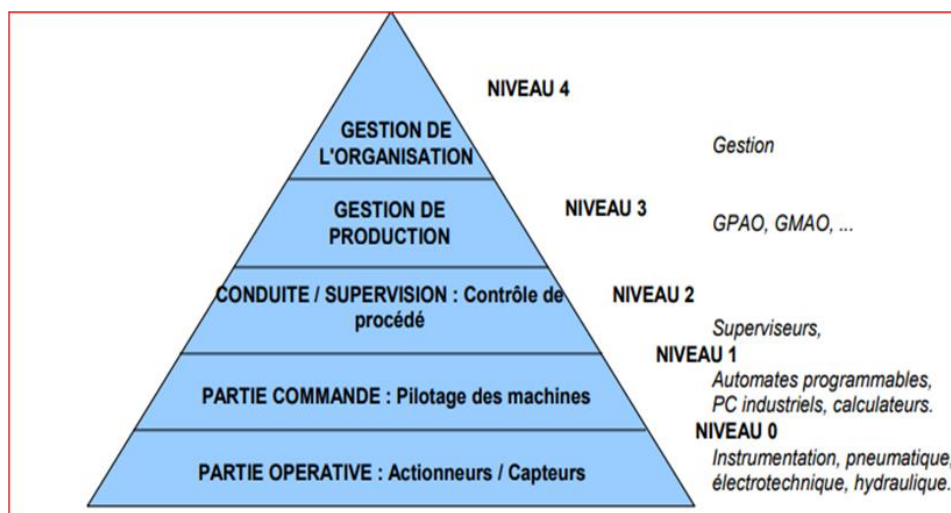 NIVEAU 4
GESTION DE
L'ORGANISATION
Gestion
GESTION DE
PRODUCTION
NIVEAU 3
GPAO, GMAO, ...
CONDUITE / SUPERVISION : Contrôle de
procédé
NIVEAU 2
Superviseurs,
NIVEAU 1
PARTIE COMMANDE : Pilotage des machines
Automates programmables,
PC industriels, calculateurs.
NIVEAU 0
PARTIE OPERATIVE : Actionneurs / Capteurs
Instrumentation, pneumatique,
électrotechnique, hydraulique.